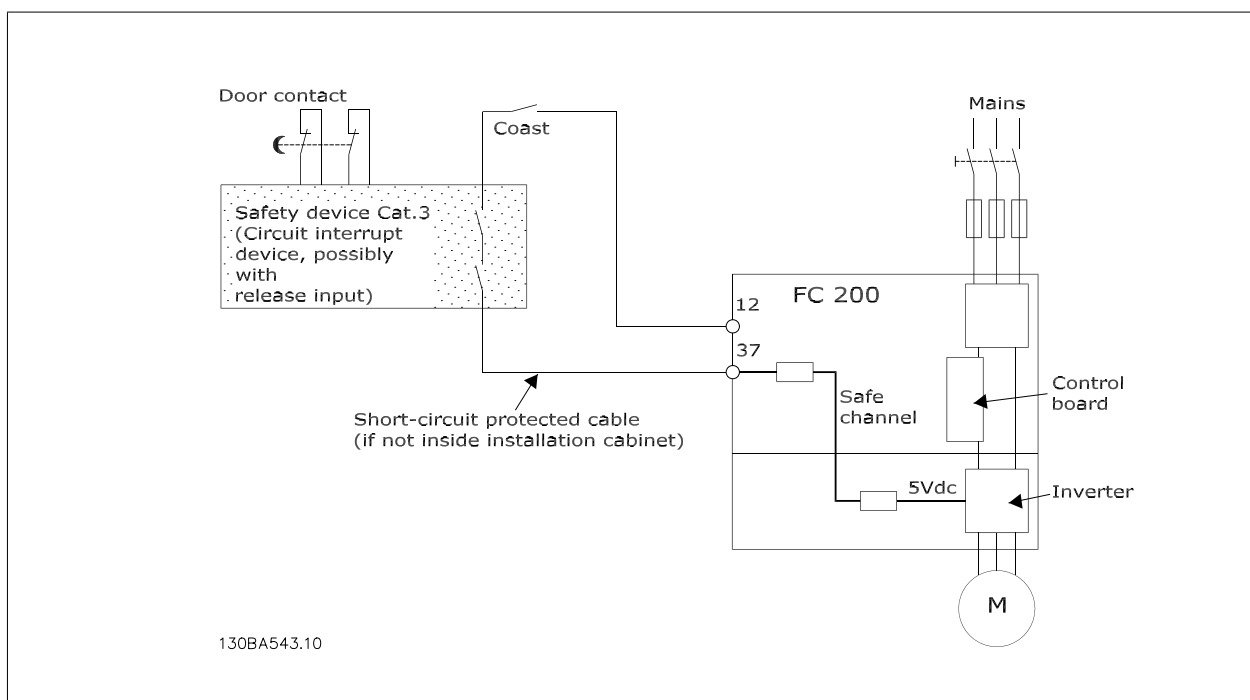 Door contact
Coast
Mains
Safety device Cat.3
(Circuit interrupt
device, possibly
with
release input)
12
FC 200
37
Safe
channel
Control
board
Short-circuit protected cable
(if not inside installation cabinet)
5Vdc
Inverter
M
130BA543.10